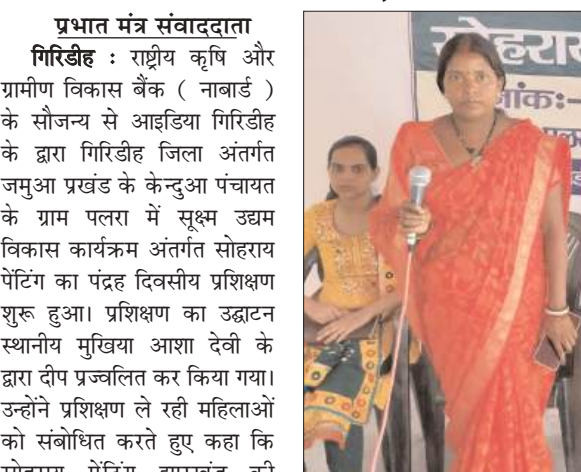 प्रभात मंत्र संवाददाता
गिरिडीह : राष्ट्रीय कृषि और
ग्रामीण विकास बैंक ( नाबार्ड )
के सौजन्य से आइडिया गिरिडीह
के द्वारा गिरिडीह जिला अंतर्गत
जमुआ प्रखंड के केन्दुआ पंचायत
के ग्राम पलरा में सूक्ष्म उद्यम
विकास कार्यक्रम अंतर्गत सोहराय
पेंटिंग का पंद्रह दिवसीय प्रशिक्षण
शुरू हुआ। प्रशिक्षण का उद्घाटन
स्थानीय मुखिया आशा देवी के
द्वारा दीप प्रज्वलित कर किया गया।
उन्होंने प्रशिक्षण ले रही महिलाओं
को संबोधित करते हुए कहा कि
सोहराय पेंटिंग झारखंड की
सोहराय